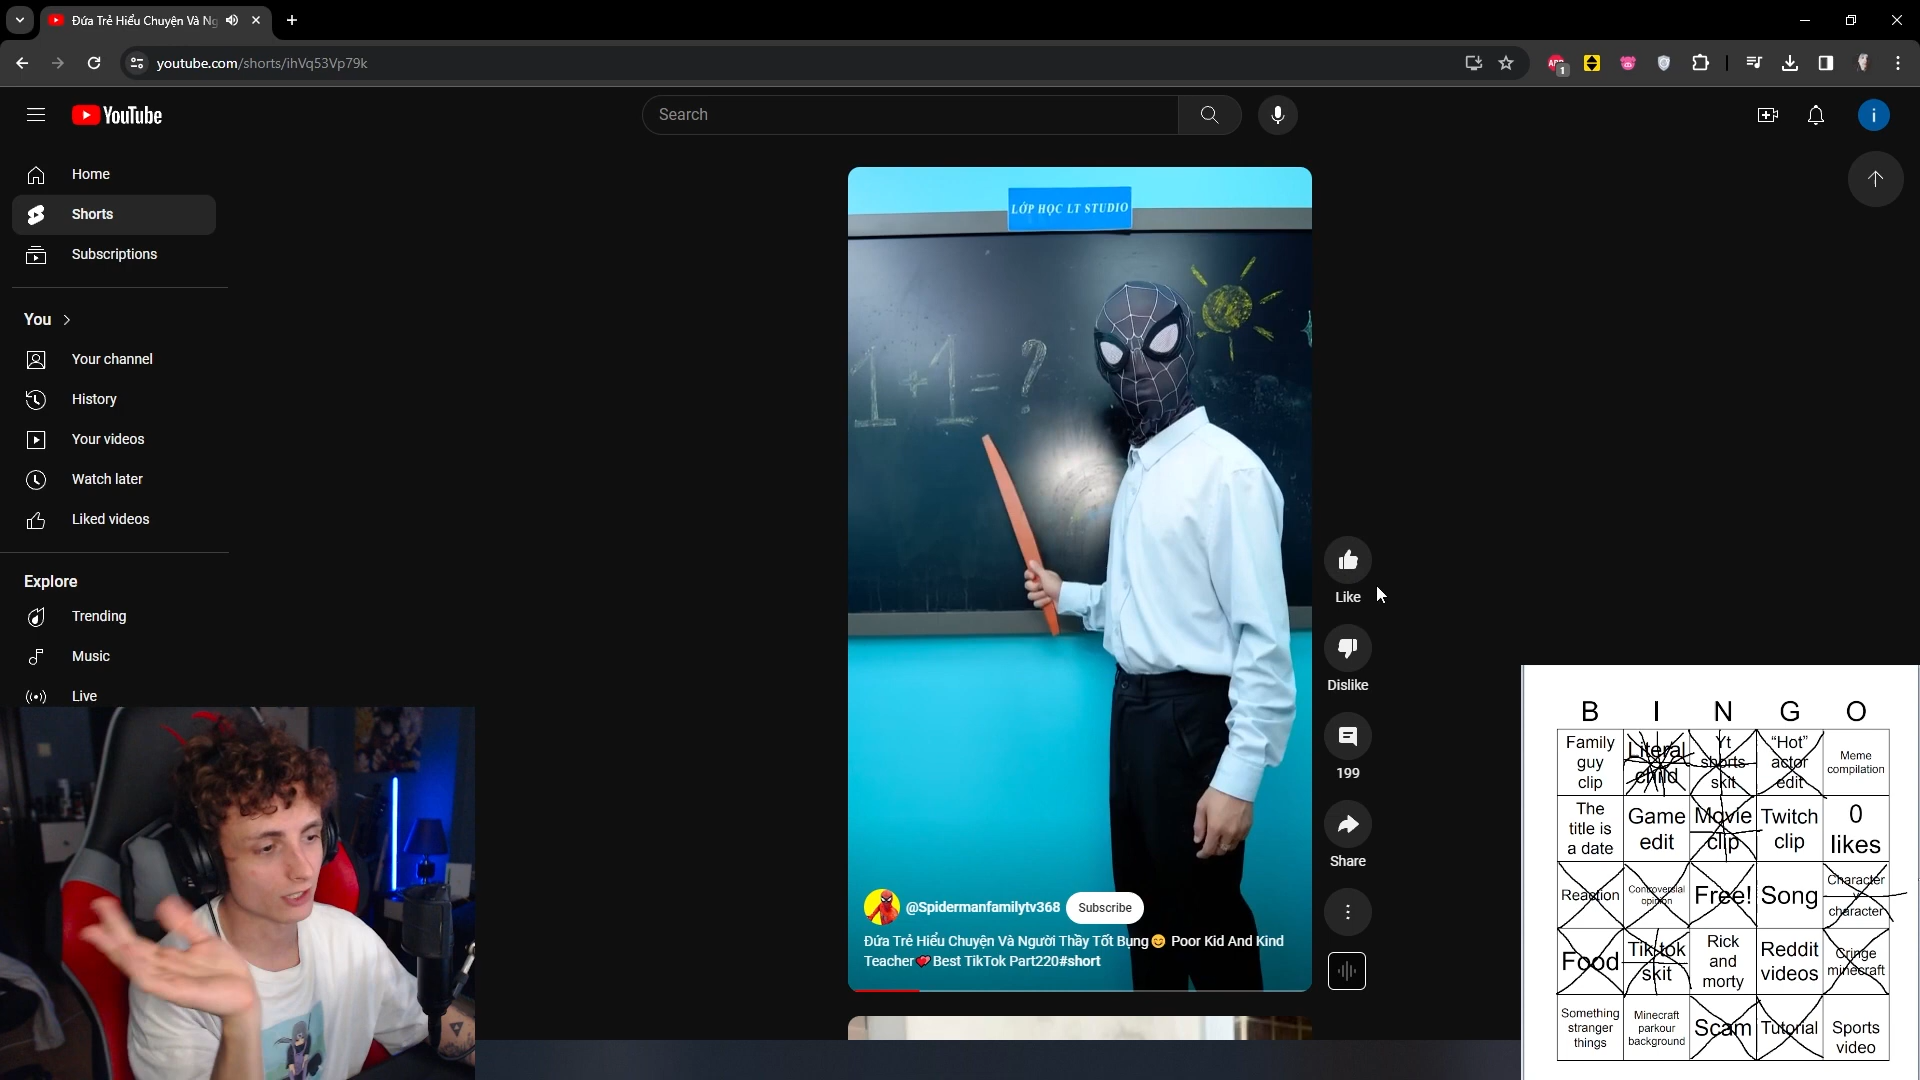 Đứa Trẻ Hiểu Chuyện Và Ng
youtube.com/shorts/ihVq53Vp79k
1
YouTube
Search
i
Home
Shorts
Subscriptions
You
Your channel
History
Your videos
Watch later
Liked videos
Explore
Trending
Music
Live
LỚP HỌC LT STUDIO
1+1=?
Like
Dislike
199
Share
@Spidermanfamilytv368 Subscribe
Đứa Trẻ Hiểu Chuyện Và Người Thầy Tốt Bụng😊 Poor Kid And Kind
Teacher💕Best TikTok Part220#short
B I N G O
Family guy clip
Literal child
Yt shorts skit
“Hot” actor edit
Meme compilation
The title is a date
Game edit
Movie clip
Twitch clip
0 likes
Reaction
Controversial opinion
Free!
Song
Character v character
Food
Tik tok skit
Rick and morty
Reddit videos
Cringe minecraft
Something stranger things
Minecraft parkour background
Scam
Tutorial
Sports video